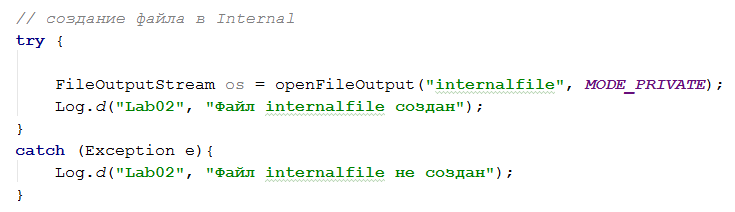 // создание файла в Internal
try {
FileOutputStream os = openFileOutput("internalfile", MODE_PRIVATE);
Log.d("Lab02", "Файл internalfile создан");
}
catch (Exception e){
Log.d("Lab02", "Файл internalfile не создан");
}